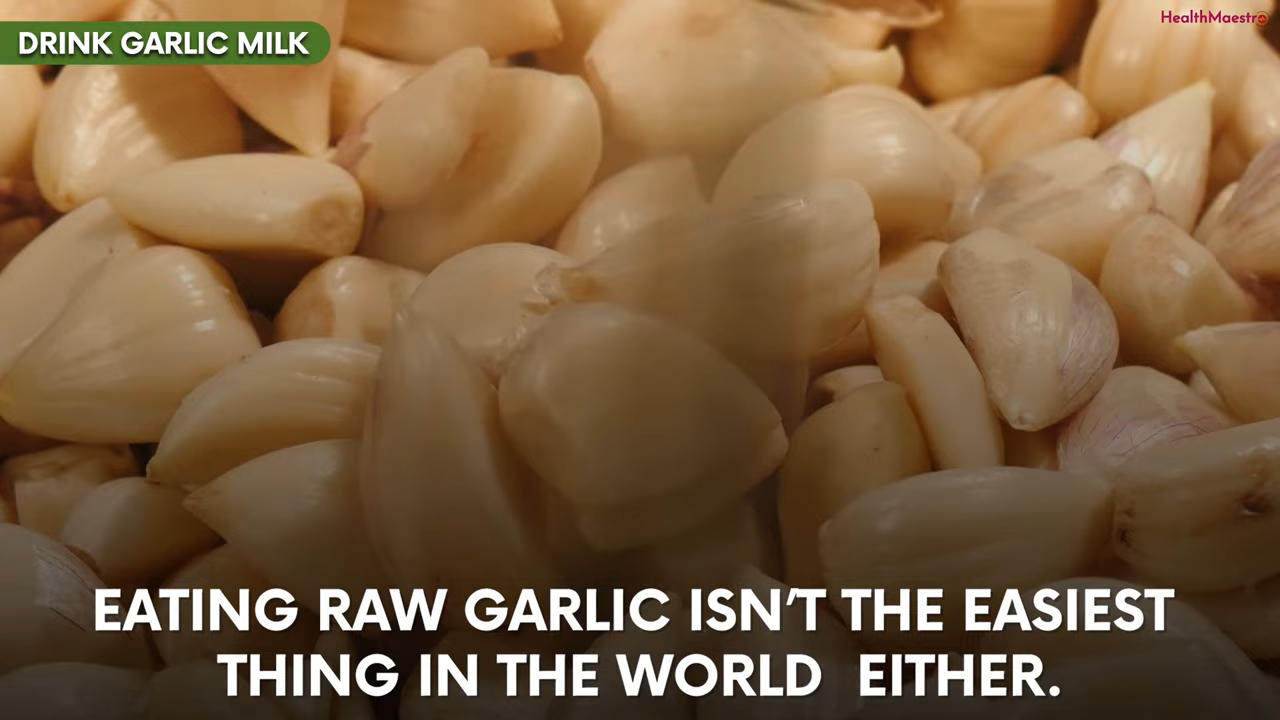 DRINK GARLIC MILK
HealthMaestro
EATING RAW GARLIC ISN'T THE EASIEST
THING IN THE WORLD  EITHER.